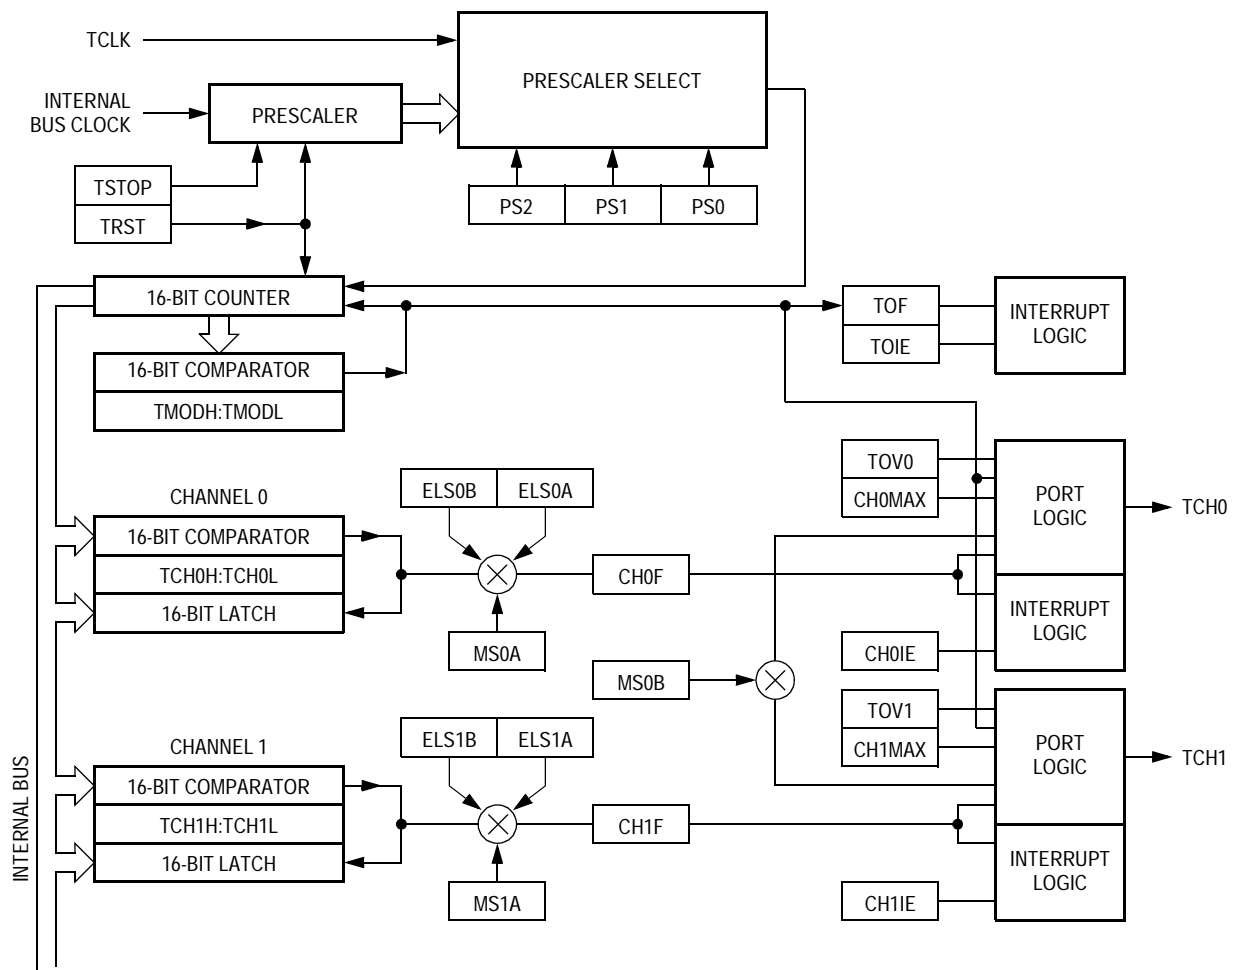 TCLK
PRESCALER SELECT
INTERNAL
BUS CLOCK
PRESCALER
TSTOP
TRST
PS2
PS1
PS0
16-BIT COUNTER
16-BIT COMPARATOR
TMODH:TMODL
TOF
TOIE
INTERRUPT
LOGIC
CHANNEL 0
16-BIT COMPARATOR
TCH0H:TCH0L
16-BIT LATCH
ELS0B
ELS0A
MS0A
CH0F
TOV0
CH0MAX
PORT
LOGIC
TCH0
INTERRUPT
LOGIC
CH0IE
MS0B
CHANNEL 1
16-BIT COMPARATOR
TCH1H:TCH1L
16-BIT LATCH
ELS1B
ELS1A
MS1A
CH1F
TOV1
CH1MAX
PORT
LOGIC
TCH1
INTERRUPT
LOGIC
CH1IE
INTERNAL BUS